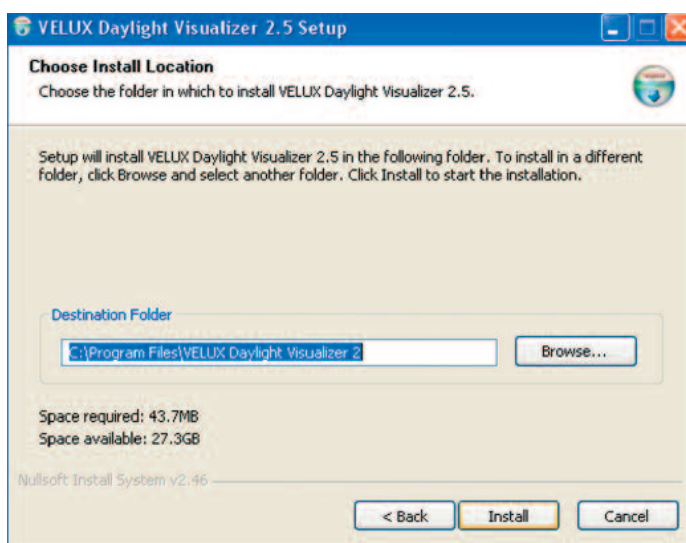 VELUX Daylight Visualizer 2.5 Setup
Choose Install Location
Choose the folder in which to install VELUX Daylight Visualizer 2.5.
Setup will install VELUX Daylight Visualizer 2.5 in the following folder. To install in a different
folder, click Browse and select another folder. Click Install to start the installation.
Destination Folder
C:\Program Files\VELUX Daylight Visualizer 2
Browse...
Space required: 43.7MB
Space available: 27.3GB
Nullsoft Install System v2.46
< Back
Install
Cancel